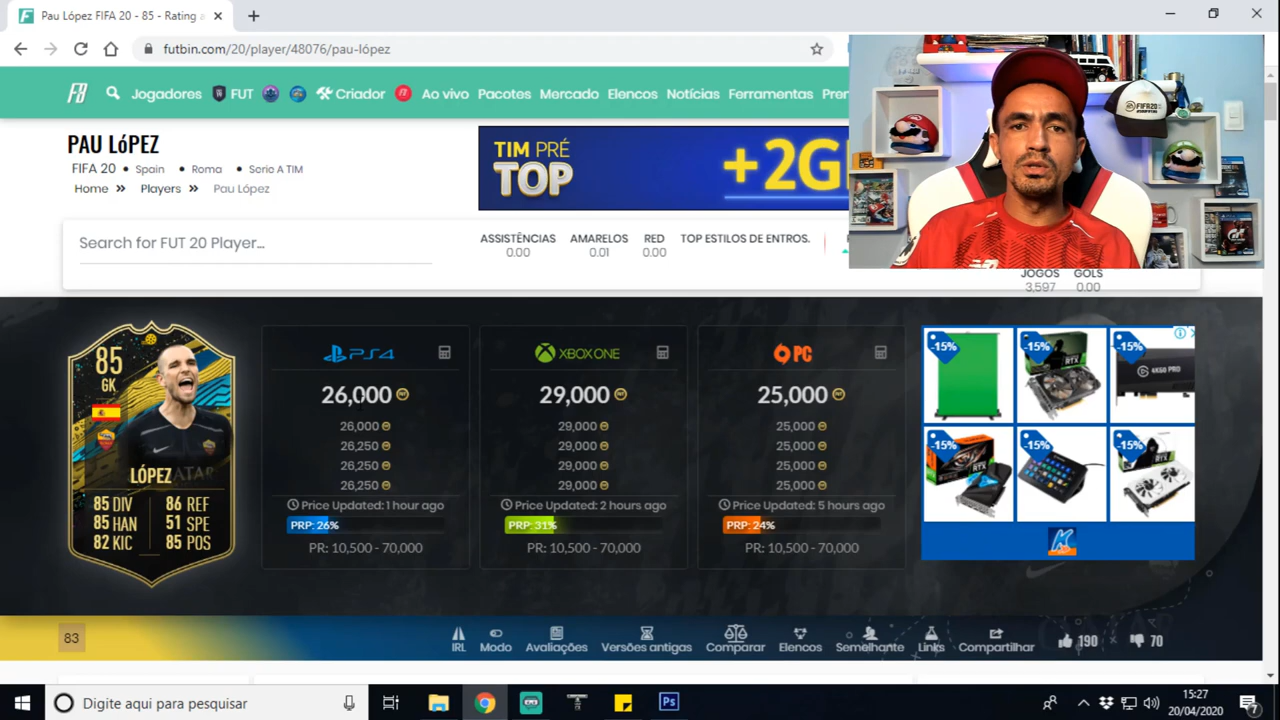 Pau López FIFA 20 - 85 - Rating a
futbin.com/20/player/48076/pau-lópez
Jogadores FUT Criador Ao vivo Pacotes Mercado Elencos Notícias Ferramentas
PAU LóPEZ
FIFA 20 • Spain • Roma • Serie A TIM
Home » Players » Pau López
TIM PRÉ
TOP
+2G
Search for FUT 20 Player...
ASSISTÊNCIAS AMARELOS RED TOP ESTILOS DE ENTROS.
0.00 0.01 0.00
JOGOS GOLS
3,597 0.00
85
GK
LÓPEZ
85 DIV 86 REF
85 HAN 51 SPE
82 KIC 85 POS
PS4
26,000
26,000
26,250
26,250
26,250
Price Updated: 1 hour ago
PRP: 26%
PR: 10,500 - 70,000
XBOX ONE
29,000
29,000
29,000
29,000
29,000
Price Updated: 2 hours ago
PRP: 31%
PR: 10,500 - 70,000
PC
25,000
25,000
25,000
25,000
25,000
Price Updated: 5 hours ago
PRP: 24%
PR: 10,500 - 70,000
-15% -15% -15%
4K60 PRO
-15% -15% -15%
83
IRL Modo Avaliações Versões antigas Comparar Elencos Semelhante Links Compartilhar 190 70
Digite aqui para pesquisar
15:27
20/04/2020
7